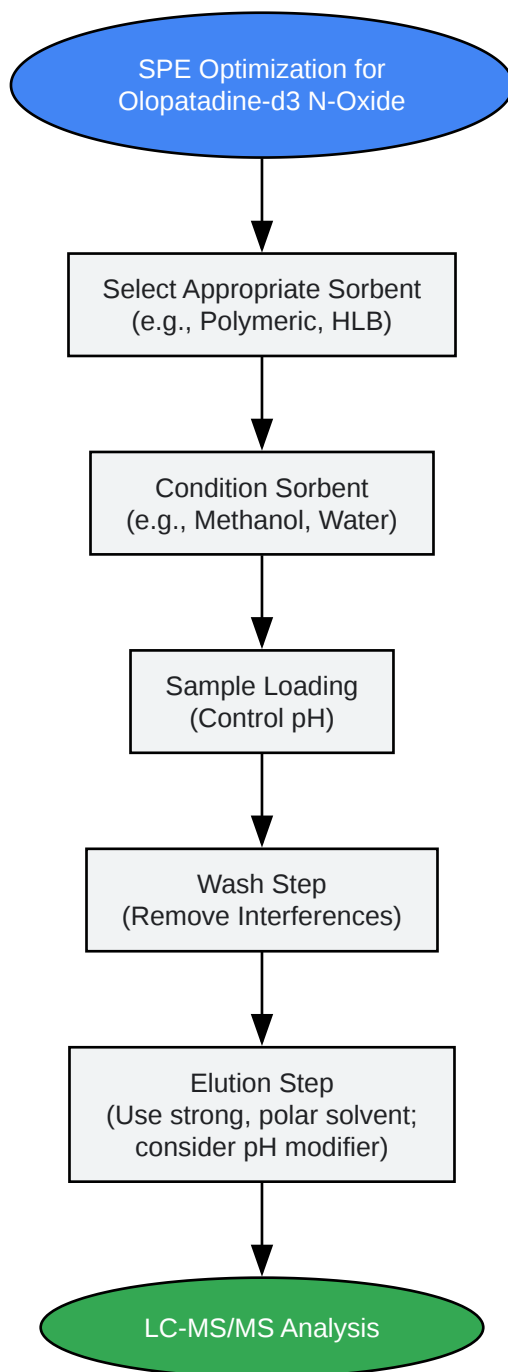 SPE Optimization for
Olopatadine-d3 N-Oxide
Select Appropriate Sorbent
(e.g., Polymeric, HLB)
Condition Sorbent
(e.g., Methanol, Water)
Sample Loading
(Control pH)
Wash Step
(Remove Interferences)
Elution Step
(Use strong, polar solvent;
consider pH modifier)
LC-MS/MS Analysis